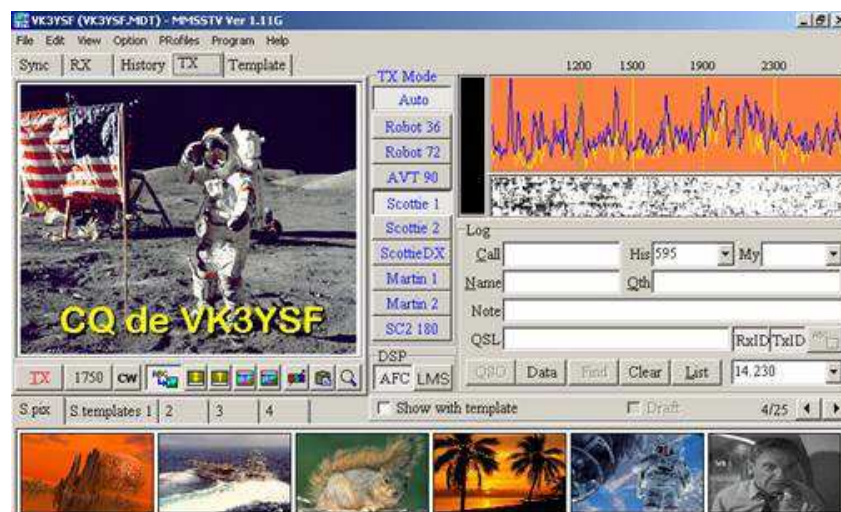 VK3YSF (VK3YSF.MDT) - MMSSTV Ver 1.11G
File Edit View Option PRofiles Program Help
Sync RX History TX Template
1200 1500 1900 2300
TX Mode
Auto
Robot 36
Robot 72
AVT 90
Scottie 1
Scottie 2
ScottieDX
Martin 1
Martin 2
SC2 180
DSP
AFC LMS
CQ de VK3YSF
Log
Call His 595 My
Name Qth
Note
QSL RxID TxID
QSO Data Find Clear List 14.230
TX 1750 CW
S.pix S.templates 1 2 3 4
Show with template Draft 4/25